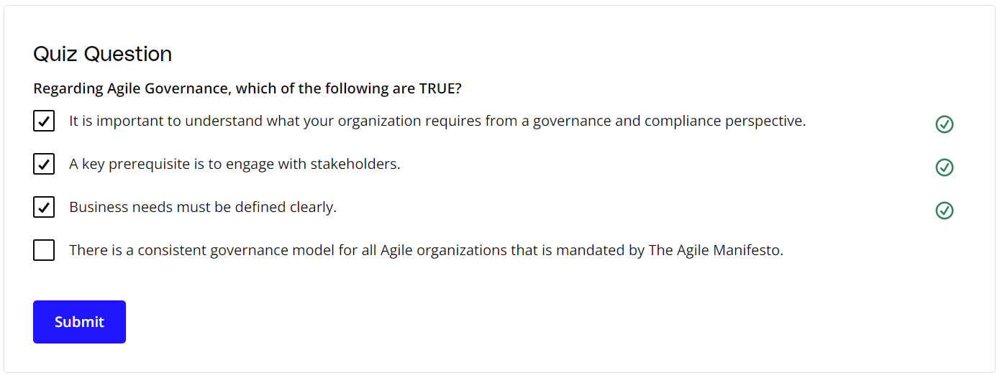 Quiz Question
Regarding Agile Governance, which of the following are TRUE?
It is important to understand what your organization requires from a governance and compliance perspective.
A key prerequisite is to engage with stakeholders.
Business needs must be defined clearly.
There is a consistent governance model for all Agile organizations that is mandated by The Agile Manifesto.
Submit